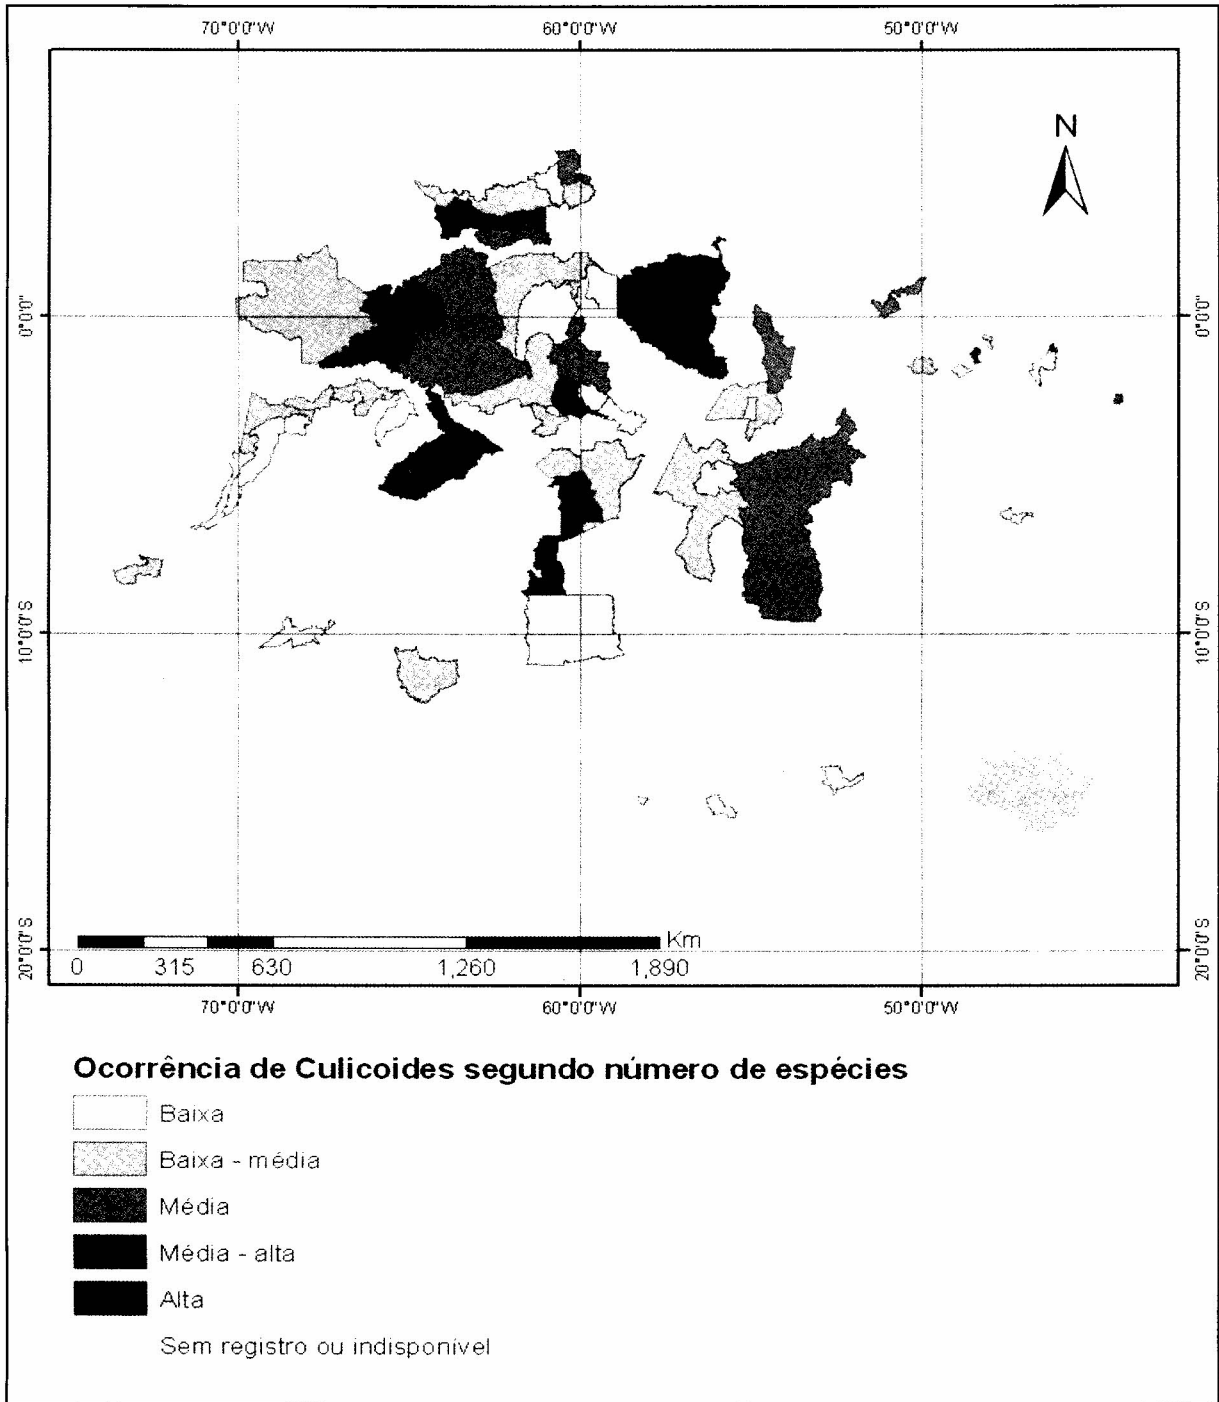 70°0'0"W 60°0'0"W 50°0'0"W
N
0°0'0" 0°0'0"
10°0'0"S 10°0'0"S
20°0'0"S 20°0'0"S
Km
0 315 630 1,260 1,890
70°0'0"W 60°0'0"W 50°0'0"W
Ocorrência de Culicoides segundo número de espécies
Baixa
Baixa - média
Média
Média - alta
Alta
Sem registro ou indisponível